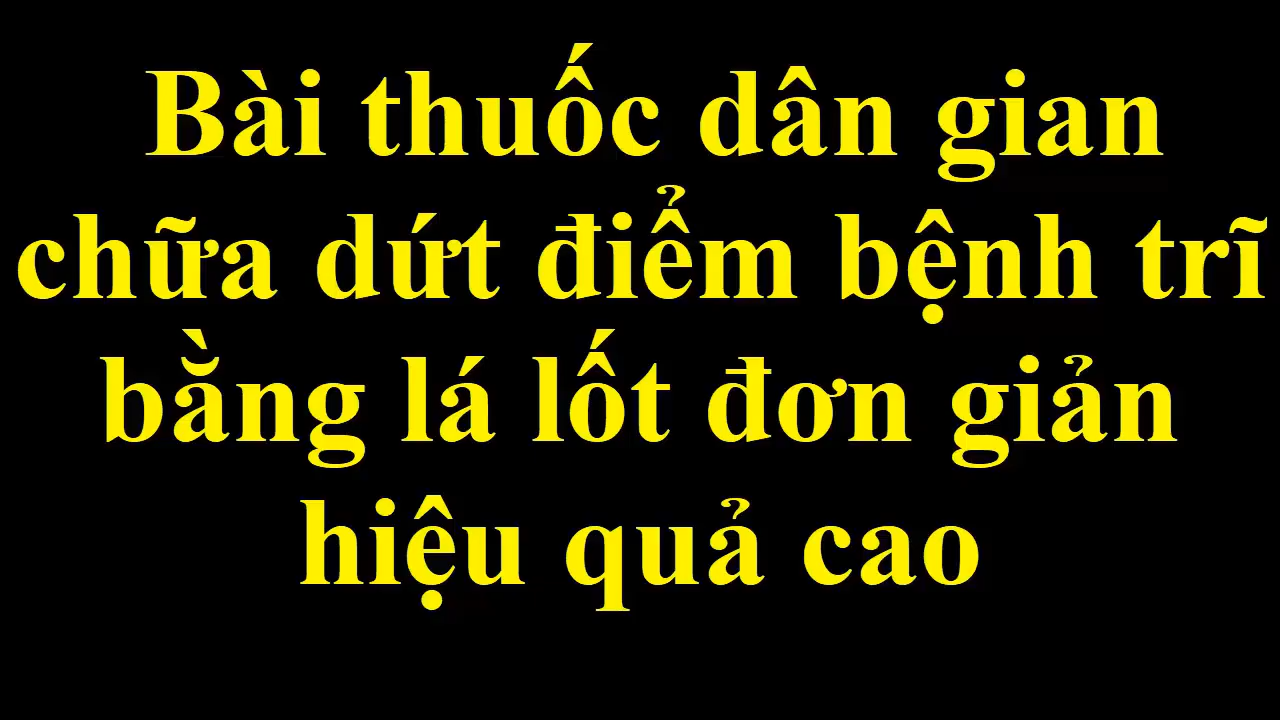 Bài thuốc dân gian
chữa dứt điểm bệnh trĩ
bằng lá lốt đơn giản
hiệu quả cao